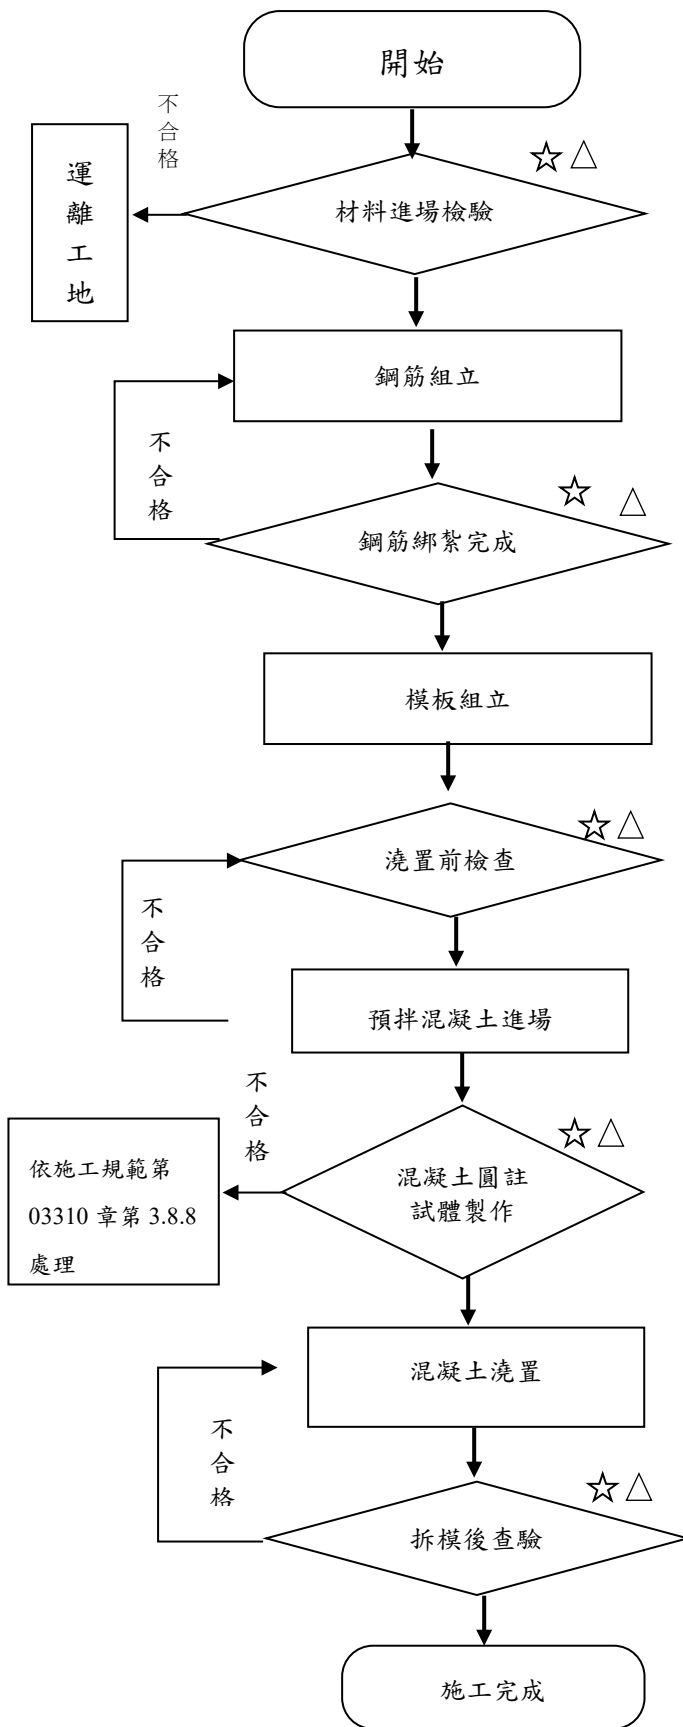 開始
不合格
運離工地
☆△
材料進場檢驗
鋼筋組立
不合格
☆ △
鋼筋綁紮完成
模板組立
☆△
澆置前檢查
不合格
預拌混凝土進場
不合格
☆△
混凝土圓註
試體製作
依施工規範第
03310 章第 3.8.8
處理
混凝土澆置
不合格
☆△
拆模後查驗
施工完成